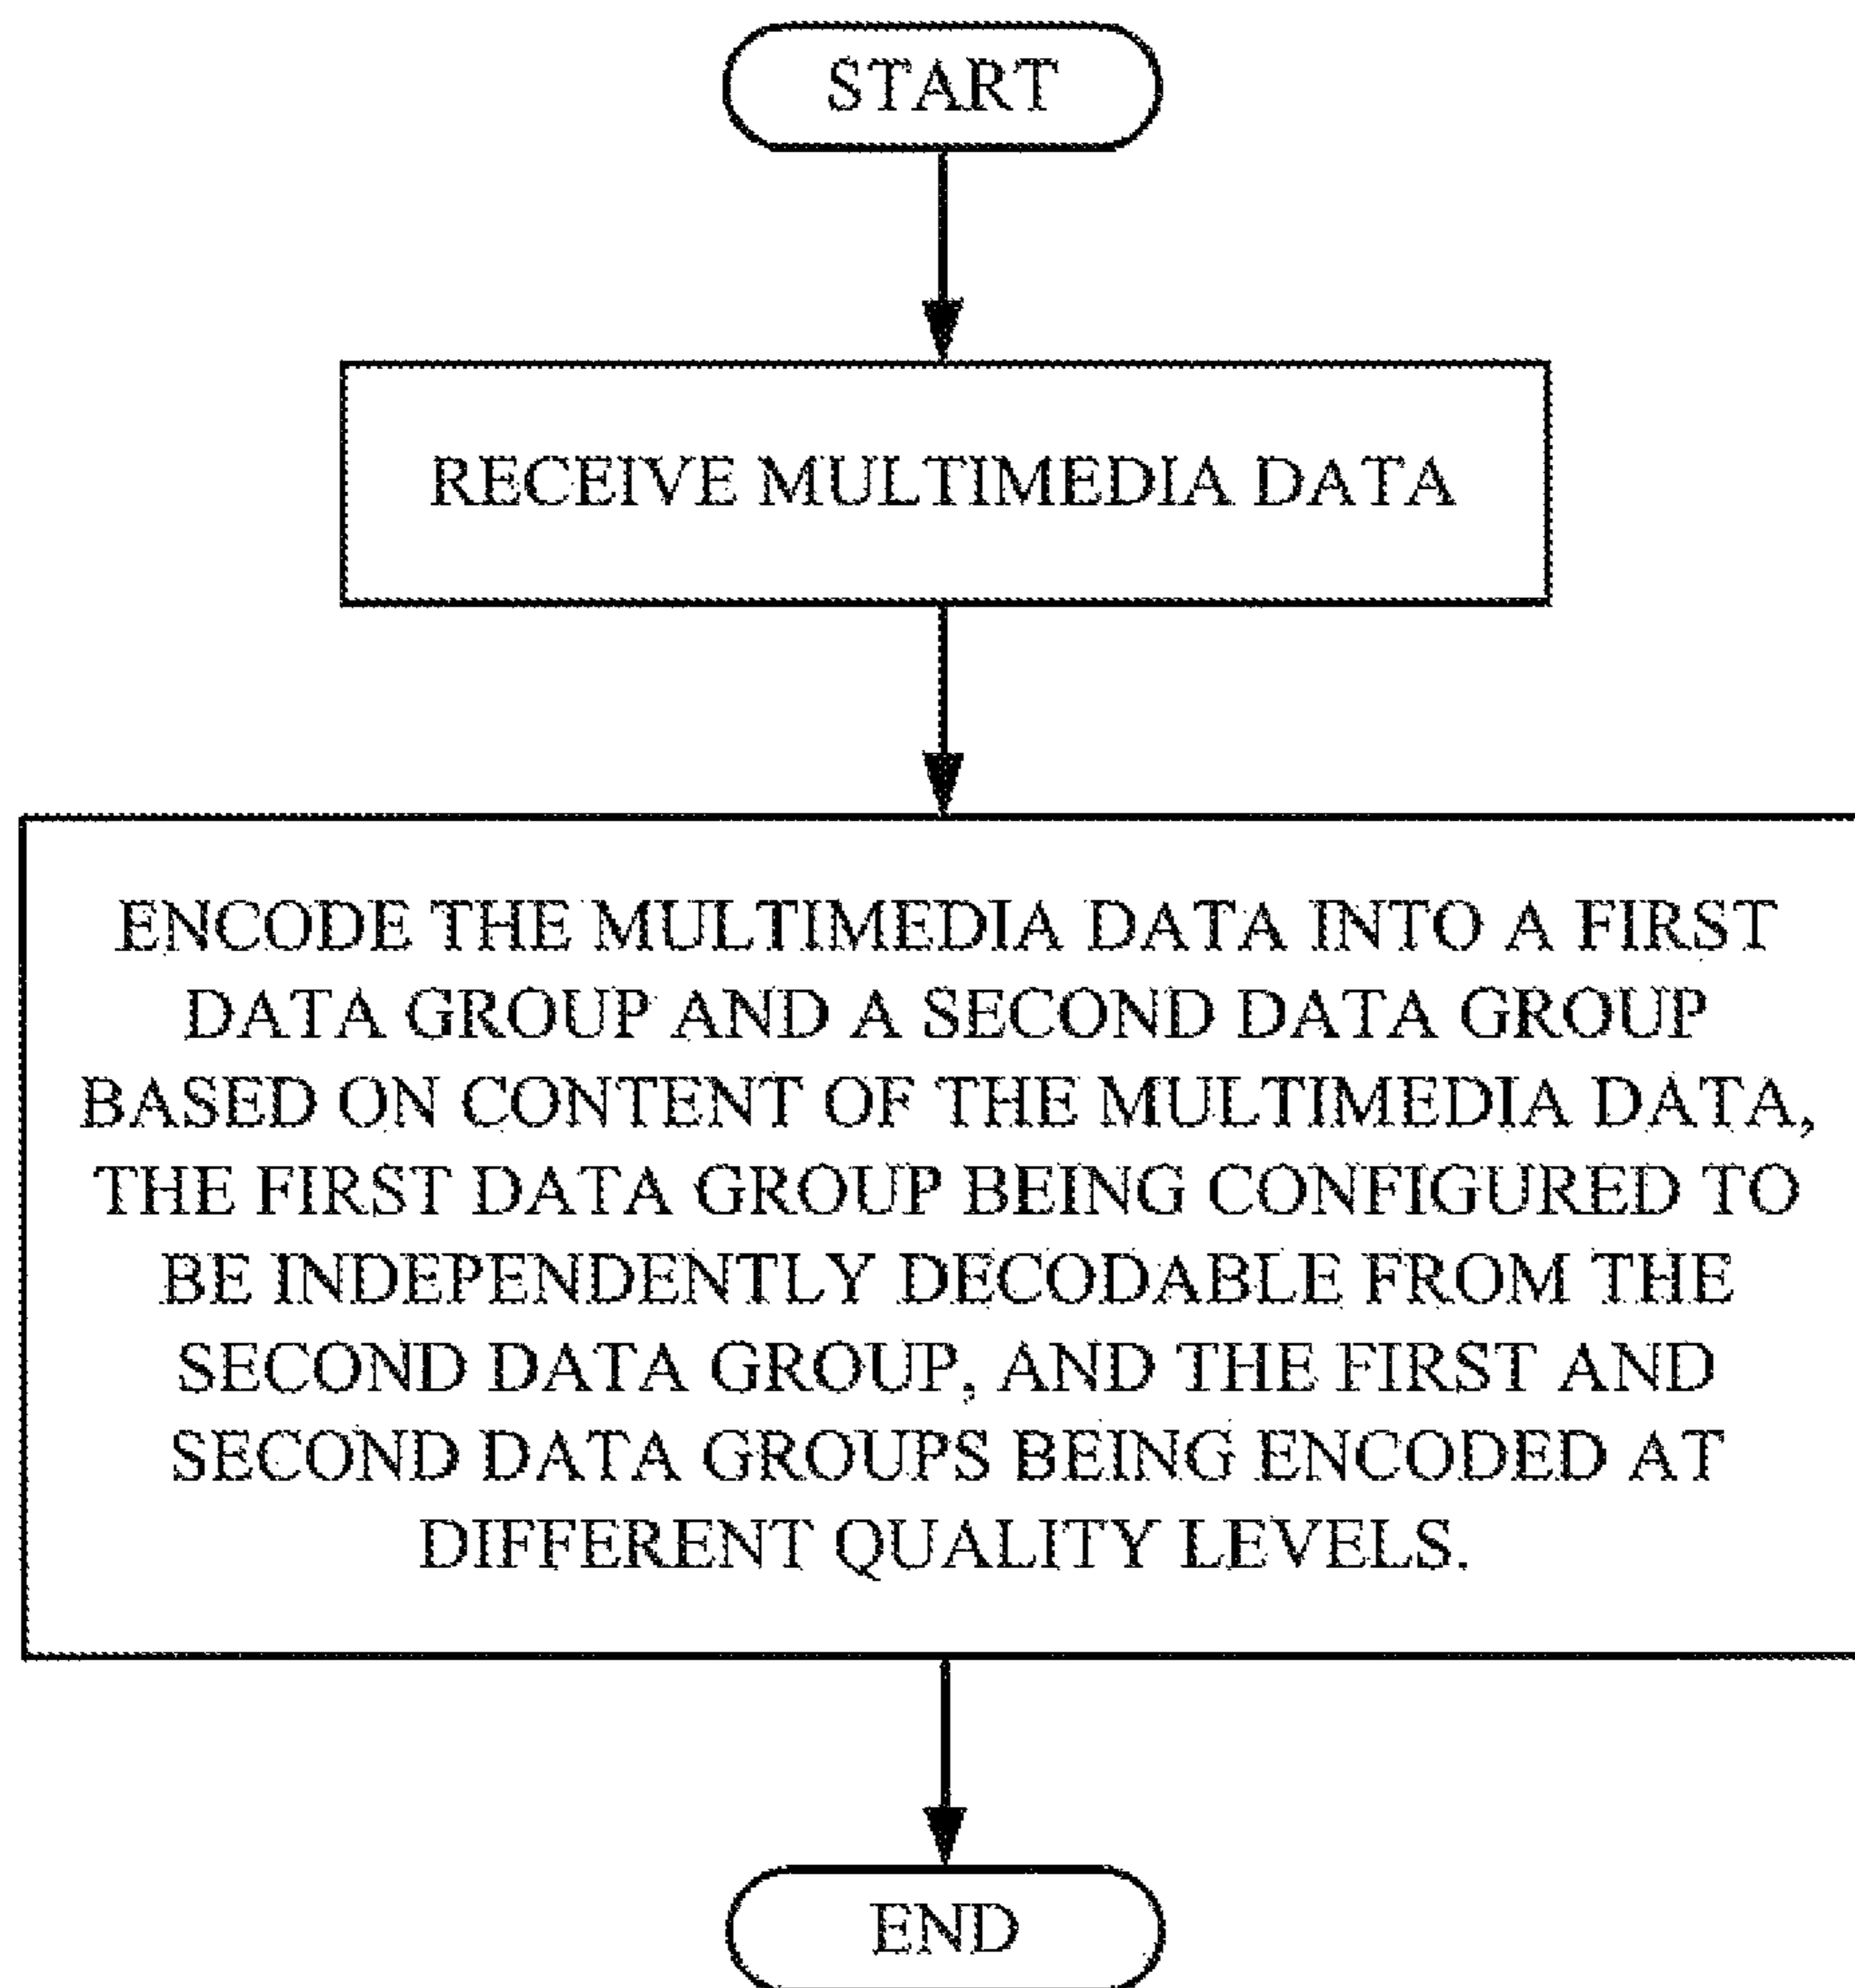 START
RECEIVE MULTIMEDIA DATA
ENCODE THE MULTIMEDIA DATA INTO A FIRST
DATA GROUP AND A SECOND DATA GROUP
BASED ON CONTENT OF THE MULTIMEDIA DATA,
THE FIRST DATA GROUP BEING CONFIGURED TO
BE INDEPENDENTLY DECODABLE FROM THE
SECOND DATA GROUP, AND THE FIRST AND
SECOND DATA GROUPS BEING ENCODED AT
DIFFERENT QUALITY LEVELS.
END